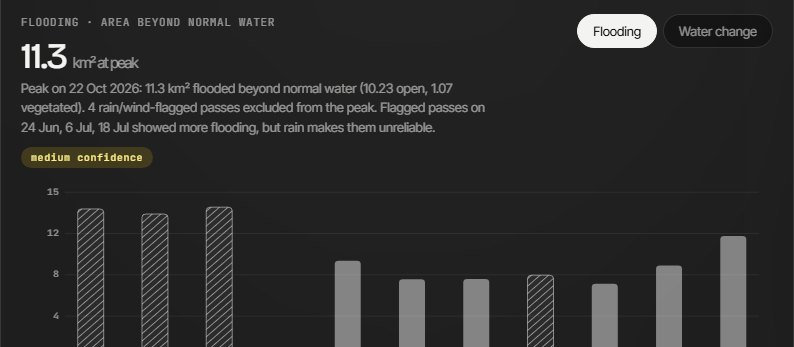 FLOODING · AREA BEYOND NORMAL WATER
Flooding
Water change
11.3 km² at peak
Peak on 22 Oct 2026: 11.3 km² flooded beyond normal water (10.23 open, 1.07
vegetated). 4 rain/wind-flagged passes excluded from the peak. Flagged passes on
24 Jun, 6 Jul, 18 Jul showed more flooding, but rain makes them unreliable.
medium confidence
15
12
8
4